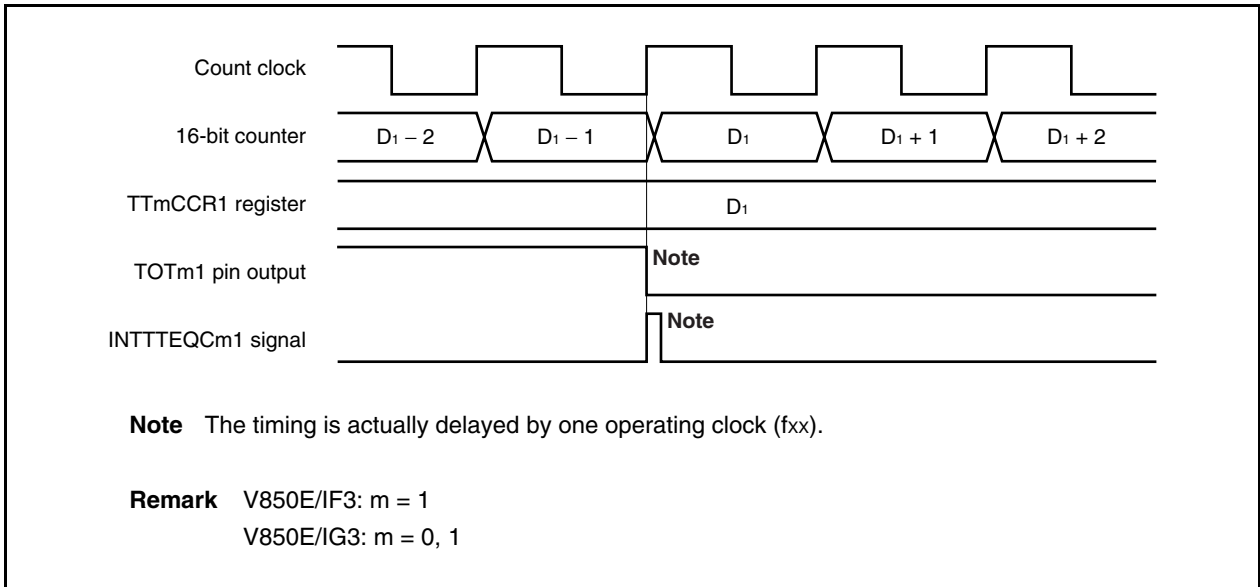 Count clock
16-bit counter D₁ − 2 D₁ − 1 D₁ D₁ + 1 D₁ + 2
TTmCCR1 register D₁
TOTm1 pin output Note
INTTTEQCm1 signal Note
Note The timing is actually delayed by one operating clock (fxx).
Remark V850E/IF3: m = 1
V850E/IG3: m = 0, 1